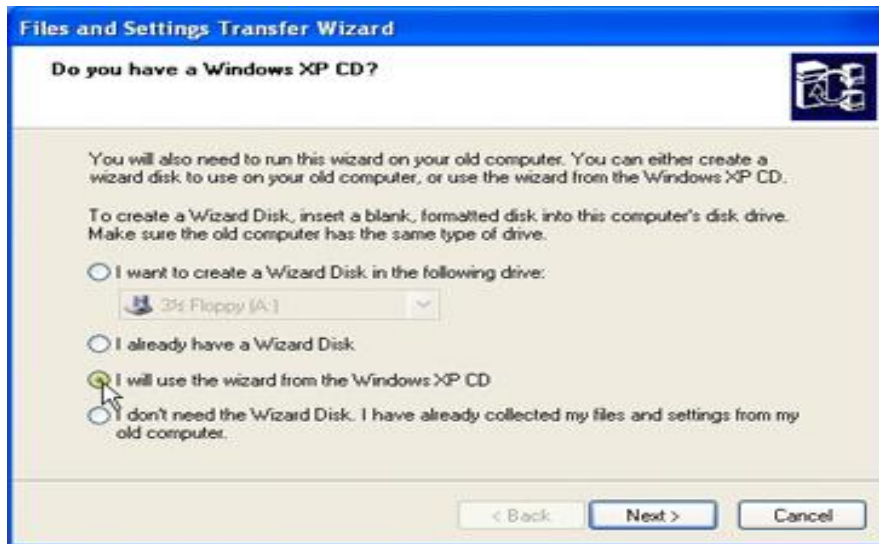 Files and Settings Transfer Wizard
Do you have a Windows XP CD?
You will also need to run this wizard on your old computer. You can either create a
wizard disk to use on your old computer, or use the wizard from the Windows XP CD.
To create a Wizard Disk, insert a blank, formatted disk into this computer's disk drive.
Make sure the old computer has the same type of drive.
I want to create a Wizard Disk in the following drive:
3½ Floppy (A:)
I already have a Wizard Disk
I will use the wizard from the Windows XP CD
I don't need the Wizard Disk. I have already collected my files and settings from my
old computer.
< Back Next > Cancel